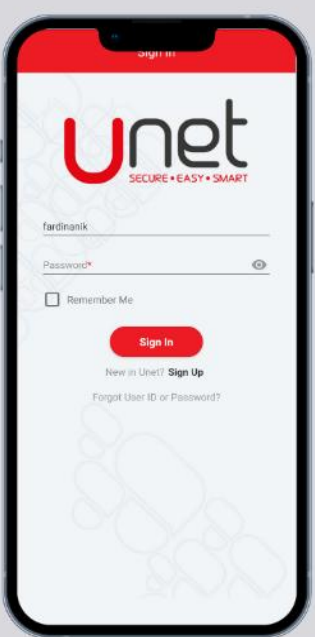 Sign In
Unet
SECURE • EASY • SMART
fardinanik
Password*
Remember Me
Sign In
New in Unet? Sign Up
Forgot User ID or Password?